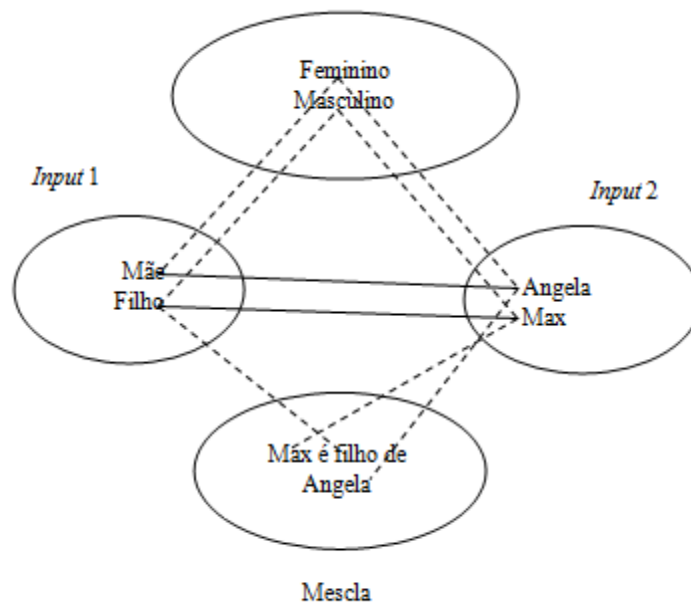 Feminino
Masculino
Input 1
Input 2
Mãe
Filho
Angela
Max
Max é filho de
Angela
Mescla